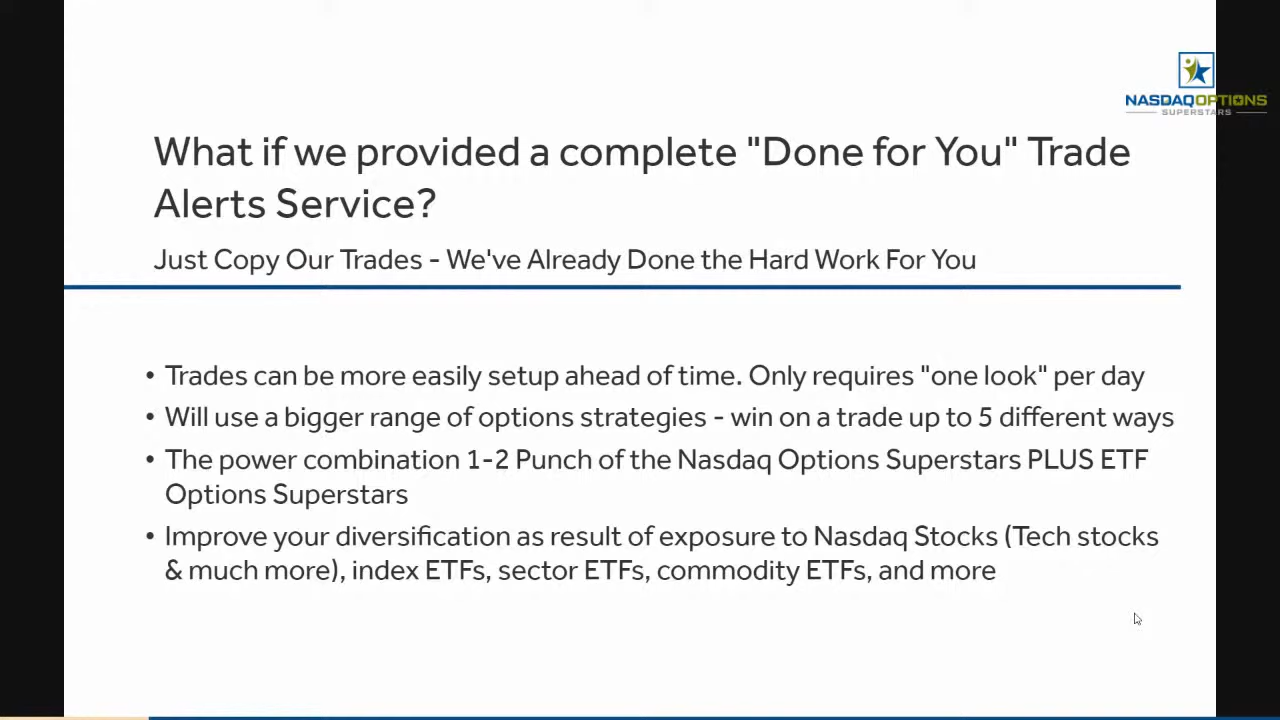 NASDAQOPTIONS
SUPERSTARS
What if we provided a complete "Done for You" Trade
Alerts Service?
Just Copy Our Trades - We've Already Done the Hard Work For You
• Trades can be more easily setup ahead of time. Only requires "one look" per day
• Will use a bigger range of options strategies - win on a trade up to 5 different ways
• The power combination 1-2 Punch of the Nasdaq Options Superstars PLUS ETF
Options Superstars
• Improve your diversification as result of exposure to Nasdaq Stocks (Tech stocks
& much more), index ETFs, sector ETFs, commodity ETFs, and more